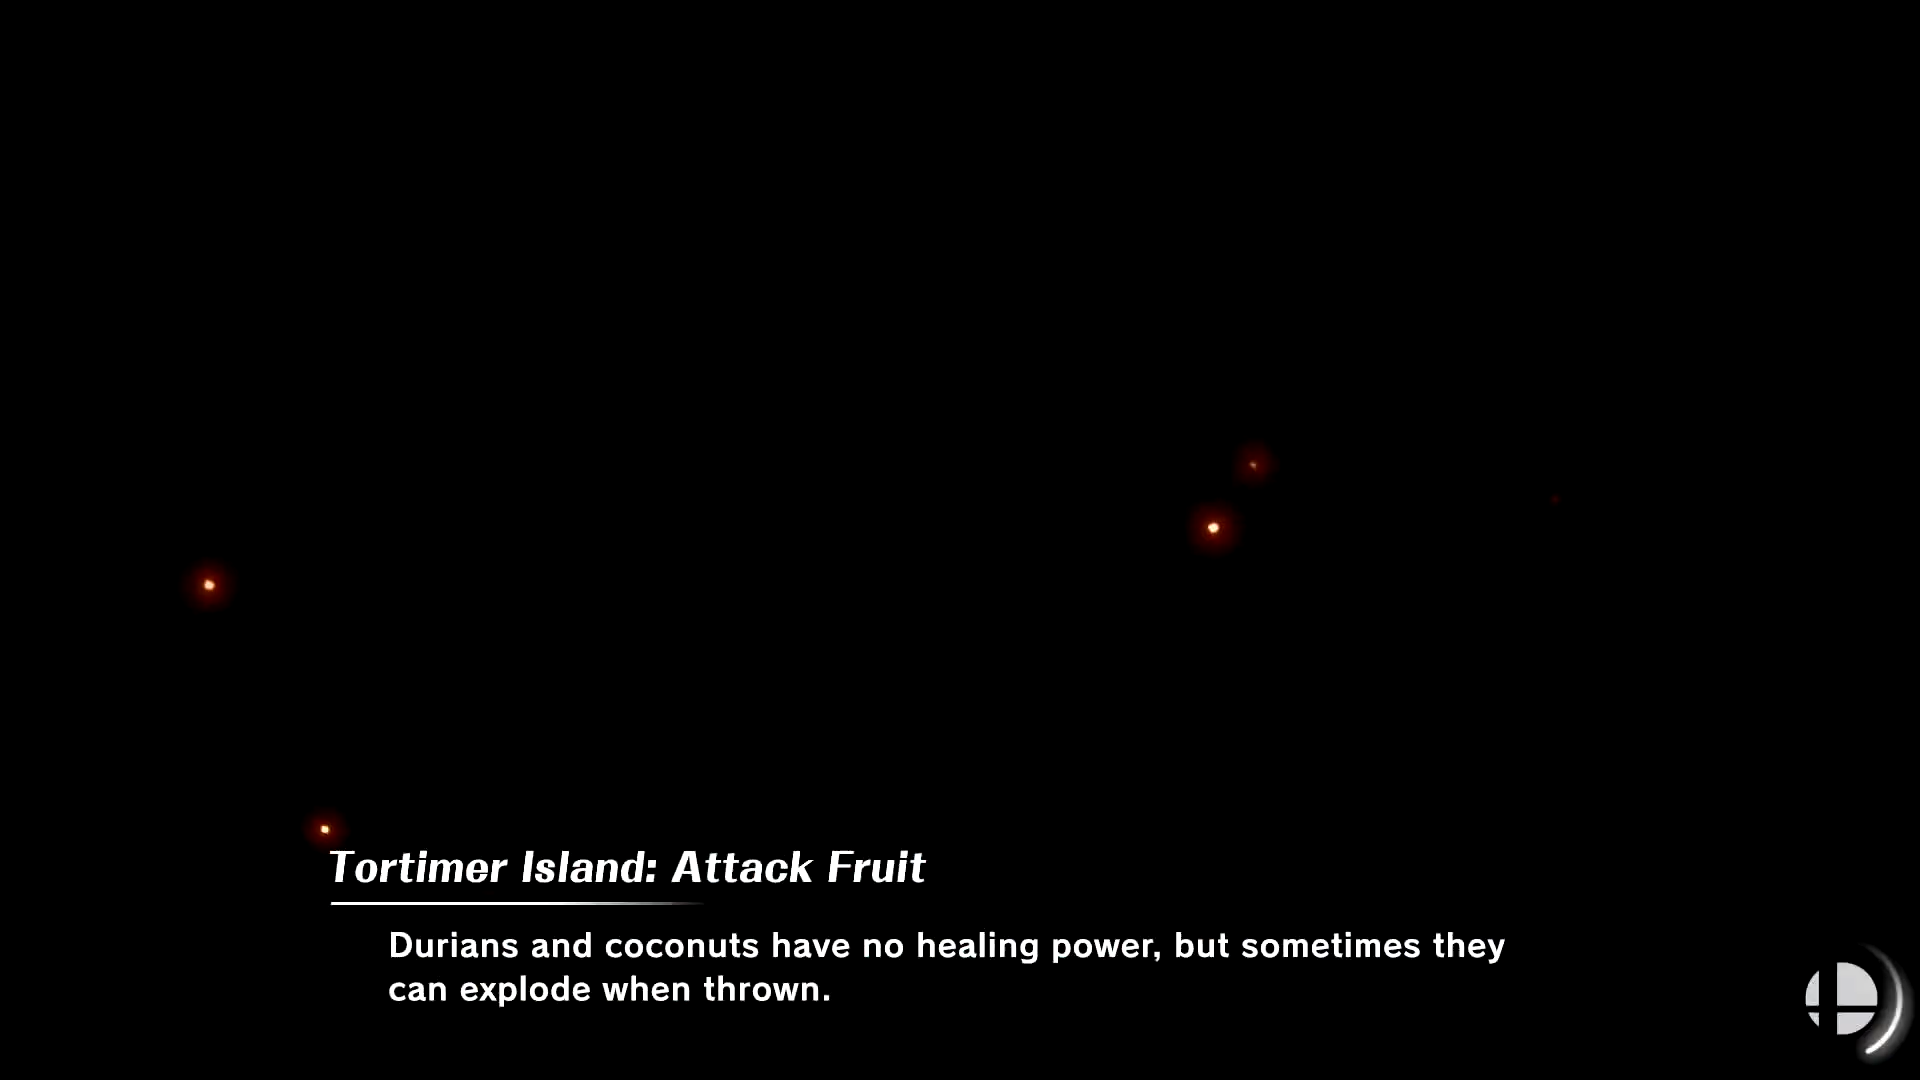 Tortimer Island: Attack Fruit
Durians and coconuts have no healing power, but sometimes they
can explode when thrown.